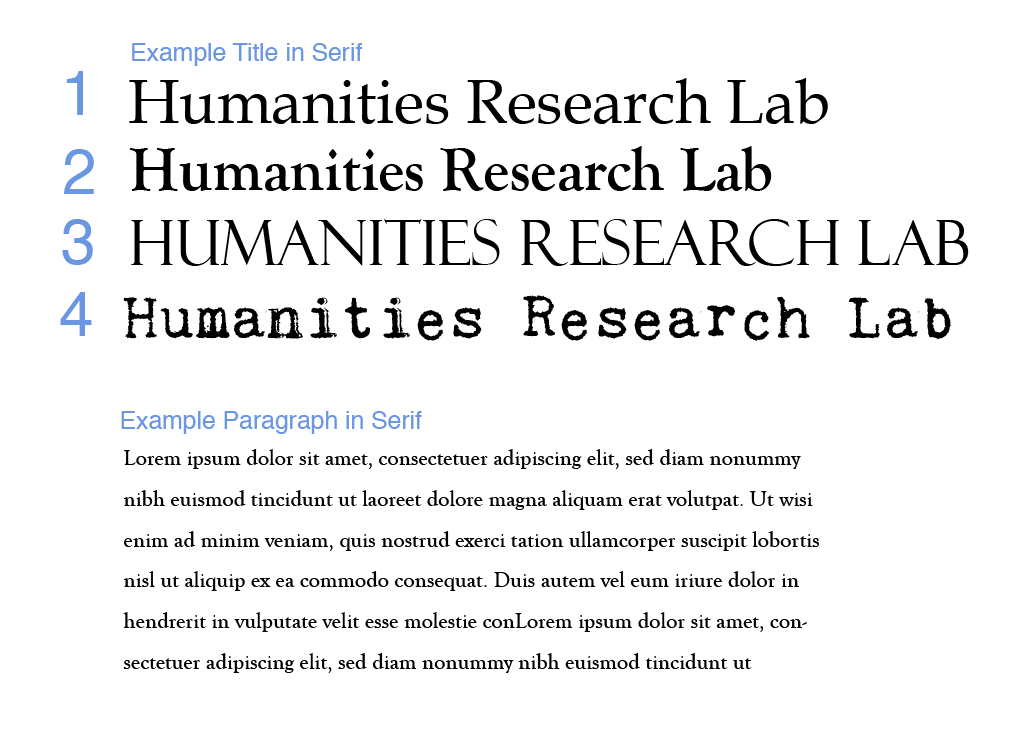 Example Title in Serif
1 Humanities Research Lab
2 Humanities Research Lab
3 HUMANITIES RESEARCH LAB
4 Humanities Research Lab
Example Paragraph in Serif
Lorem ipsum dolor sit amet, consectetuer adipiscing elit, sed diam nonummy
nibh euismod tincidunt ut laoreet dolore magna aliquam erat volutpat. Ut wisi
enim ad minim veniam, quis nostrud exerci tation ullamcorper suscipit lobortis
nisl ut aliquip ex ea commodo consequat. Duis autem vel eum iriure dolor in
hendrerit in vulputate velit esse molestie conLorem ipsum dolor sit amet, con-
sectetuer adipiscing elit, sed diam nonummy nibh euismod tincidunt ut